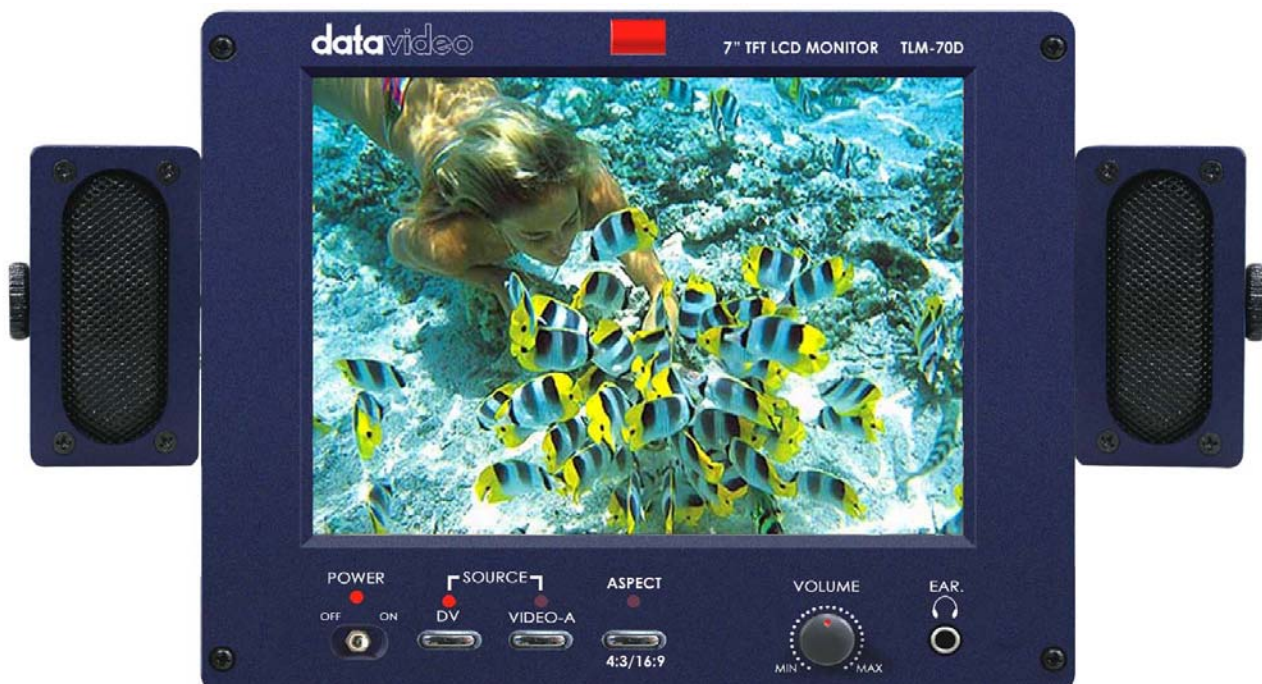 datavideo
7" TFT LCD MONITOR TLM-70D
POWER
OFF ON
SOURCE
DV VIDEO-A
ASPECT
4:3/16:9
VOLUME
MIN MAX
EAR.